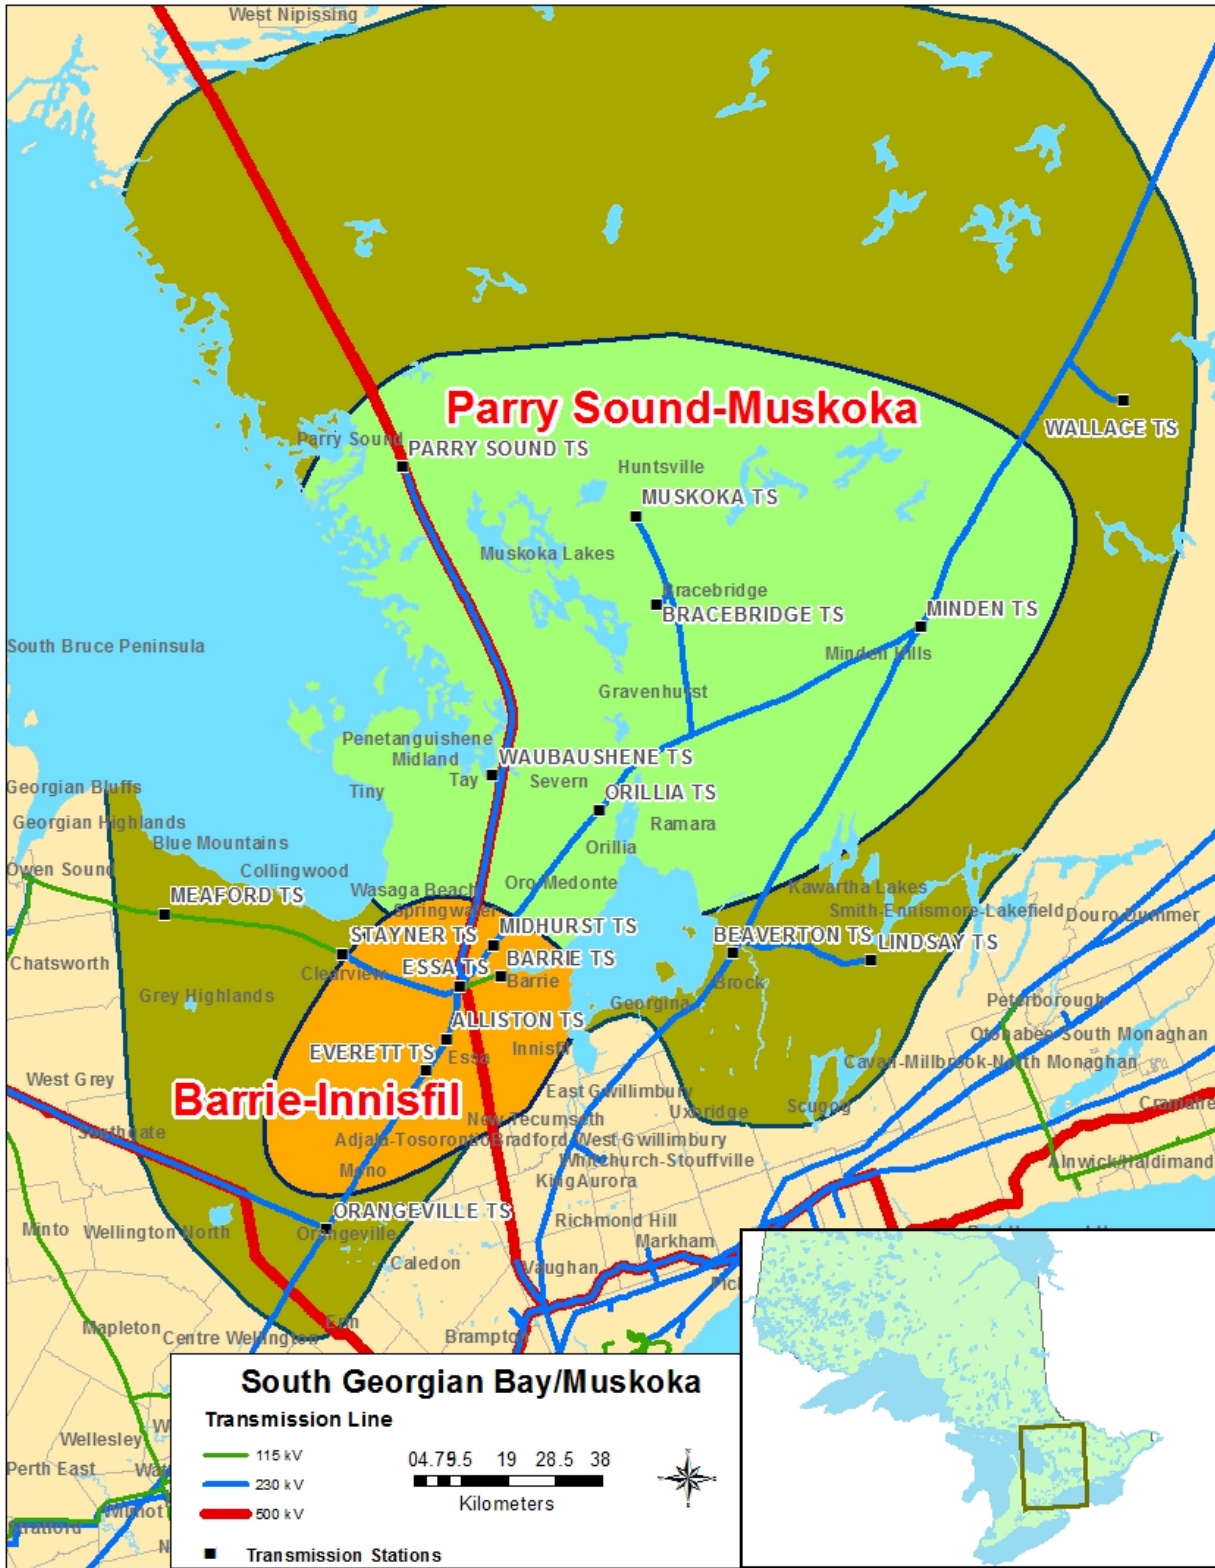 West Nipissing
Parry Sound-Muskoka
WALLACE TS
Parry Sound
PARRY SOUND TS
Huntsville
MUSKOKA TS
Muskoka Lakes
Bracebridge
BRACEBRIDGE TS
MINDEN TS
Minden Hills
South Bruce Peninsula
Gravenhurst
Penetanguishene
Midland
WAUBAUSHENE TS
Tay
Severn
Georgian Bluffs
Tiny
ORILLIA TS
Georgian Highlands
Ramara
Blue Mountains
Orillia
Owen Sound
Collingwood
MEAFORD TS
Wasaga Beach
Oro-Medonte
Kawartha Lakes
Springwater
Smith-Ennismore-Lakefield
Douro-Dummer
STAYNER TS
MIDHURST TS
BEAVERTON TS
LINDSAY TS
Chatsworth
Clearview
ESSA TS
BARRIE TS
Barrie
Brock
Grey Highlands
Georgina
Peterborough
ALLISTON TS
Otonabee-South Monaghan
EVERETT TS
Essa
Innisfil
Cavan-Millbrook-North Monaghan
West Grey
Barrie-Innisfil
East Gwillimbury
Uxbridge
Scugog
Cramahe
Southgate
New Tecumseth
Adjala-Tosorontio
Bradford-West Gwillimbury
Mono
Whitchurch-Stouffville
Alnwick/Haldimand
King
Aurora
Minto
Wellington North
ORANGEVILLE TS
Orangeville
Richmond Hill
Markham
Caledon
Vaughan
Mapleton
Centre Wellington
Erin
Brampton
South Georgian Bay/Muskoka
Transmission Line
115 kV
230 kV
500 kV
Transmission Stations
0 4.75 9.5 19 28.5 38
Kilometers
Wellesley
Perth East
Wilmot
Stratford